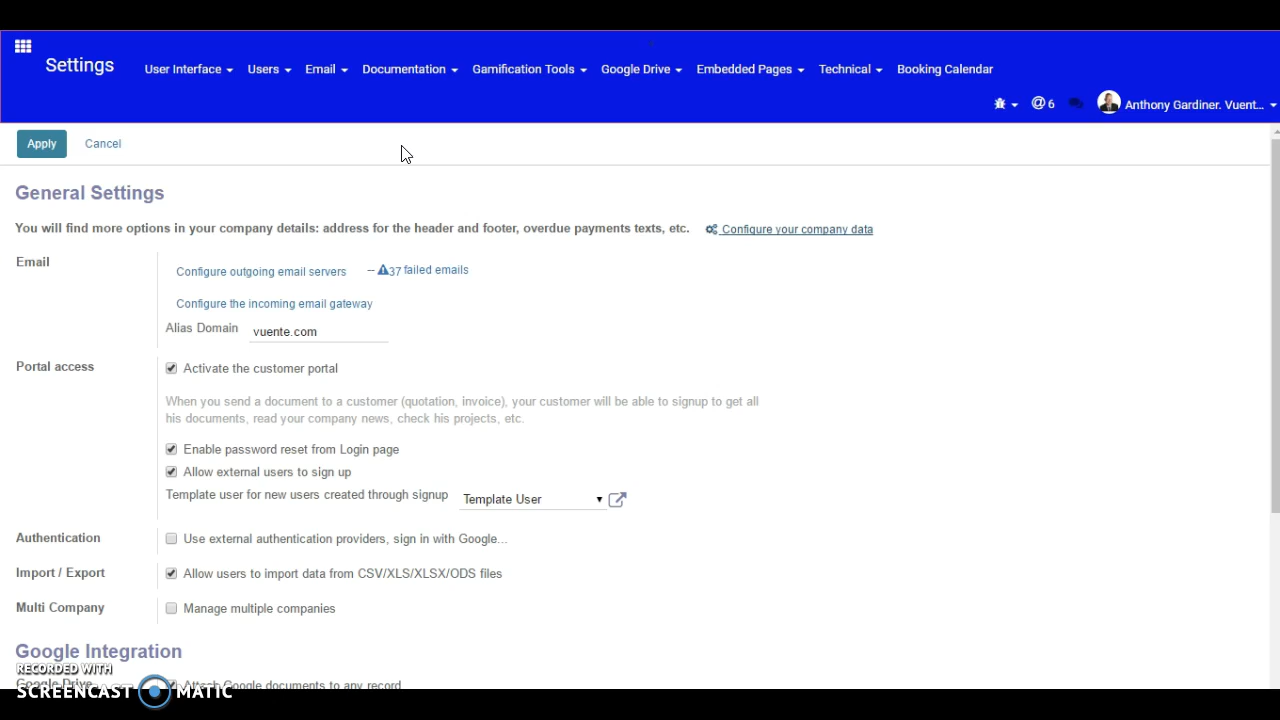 Settings
User Interface Users Email Documentation Gamification Tools Google Drive Embedded Pages Technical Booking Calendar
@ 6 Anthony Gardiner. Vuent...
Apply Cancel
General Settings
You will find more options in your company details: address for the header and footer, overdue payments texts, etc. Configure your company data
Email
Configure outgoing email servers -- 37 failed emails
Configure the incoming email gateway
Alias Domain vuente.com
Portal access Activate the customer portal
When you send a document to a customer (quotation, invoice), your customer will be able to signup to get all
his documents, read your company news, check his projects, etc.
Enable password reset from Login page
Allow external users to sign up
Template user for new users created through signup Template User
Authentication Use external authentication providers, sign in with Google...
Import / Export Allow users to import data from CSV/XLS/XLSX/ODS files
Multi Company Manage multiple companies
Google Integration
RECORDED WITH
Google Drive Attach Google documents to any record
SCREENCAST MATIC